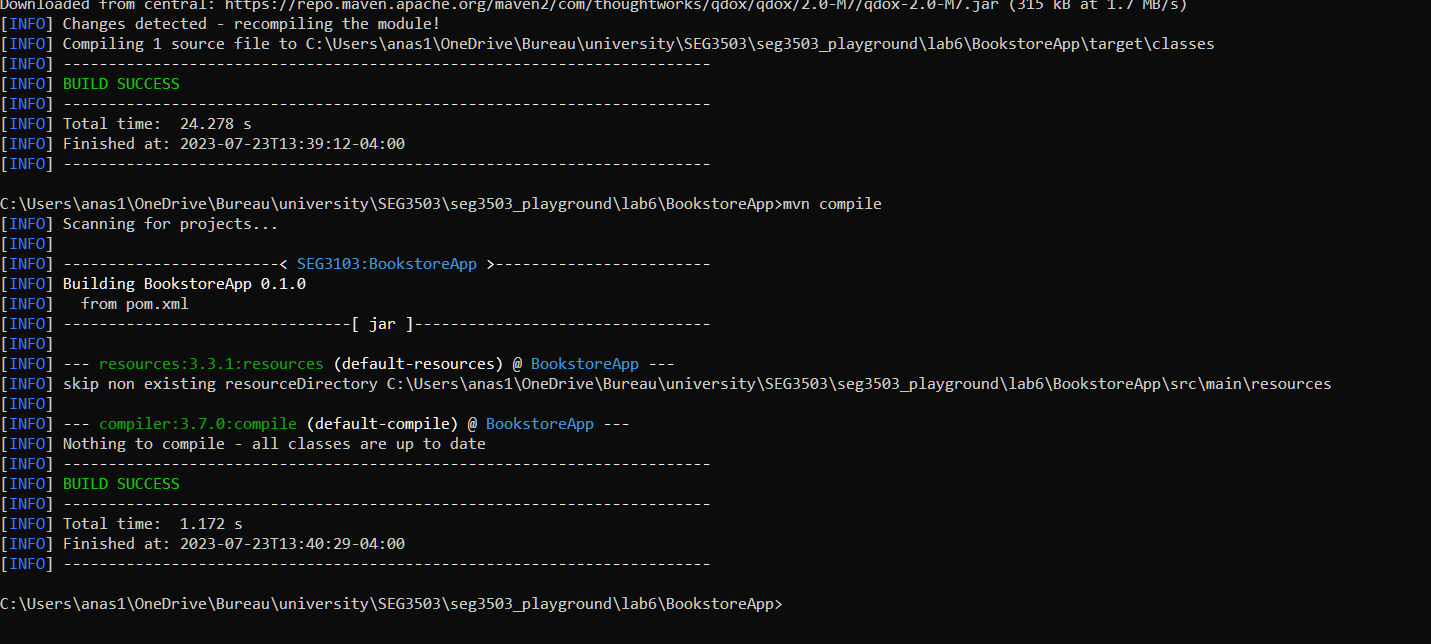 Downloaded from central: https://repo.maven.apache.org/maven2/com/thoughtworks/qdox/qdox/2.0-M7/qdox-2.0-M7.jar (315 kB at 1.7 MB/s)
[INFO] Changes detected - recompiling the module!
[INFO] Compiling 1 source file to C:\Users\anas1\OneDrive\Bureau\university\SEG3503\seg3503_playground\lab6\BookstoreApp\target\classes
[INFO] ------------------------------------------------------------------------
[INFO] BUILD SUCCESS
[INFO] ------------------------------------------------------------------------
[INFO] Total time:  24.278 s
[INFO] Finished at: 2023-07-23T13:39:12-04:00
[INFO] ------------------------------------------------------------------------
C:\Users\anas1\OneDrive\Bureau\university\SEG3503\seg3503_playground\lab6\BookstoreApp>mvn compile
[INFO] Scanning for projects...
[INFO]
[INFO] ------------------------< SEG3103:BookstoreApp >------------------------
[INFO] Building BookstoreApp 0.1.0
[INFO]   from pom.xml
[INFO] --------------------------------[ jar ]---------------------------------
[INFO]
[INFO] --- resources:3.3.1:resources (default-resources) @ BookstoreApp ---
[INFO] skip non existing resourceDirectory C:\Users\anas1\OneDrive\Bureau\university\SEG3503\seg3503_playground\lab6\BookstoreApp\src\main\resources
[INFO]
[INFO] --- compiler:3.7.0:compile (default-compile) @ BookstoreApp ---
[INFO] Nothing to compile - all classes are up to date
[INFO] ------------------------------------------------------------------------
[INFO] BUILD SUCCESS
[INFO] ------------------------------------------------------------------------
[INFO] Total time:  1.172 s
[INFO] Finished at: 2023-07-23T13:40:29-04:00
[INFO] ------------------------------------------------------------------------
C:\Users\anas1\OneDrive\Bureau\university\SEG3503\seg3503_playground\lab6\BookstoreApp>